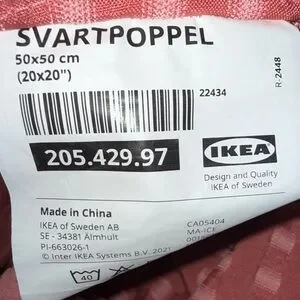 SVARTPOPPEL
50x50 cm
(20x20")
22434
R-2448
205.429.97
IKEA
Design and Quality
IKEA of Sweden
Made in China
IKEA of Sweden AB
SE - 34381 Älmhult
PI-663026-1
© Inter IKEA Systems B.V. 2021
CA05404
MA-ICE
40